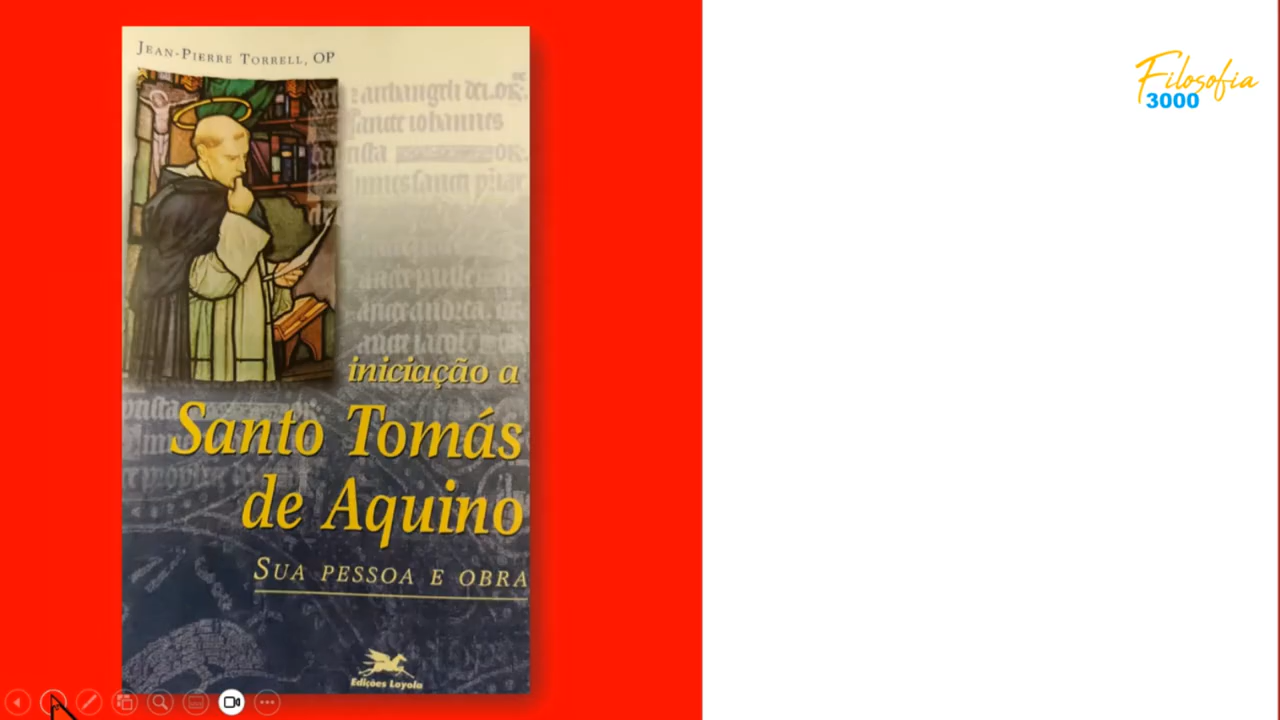 JEAN-PIERRE TORRELL, OP
iniciação a
Santo Tomás
de Aquino
SUA PESSOA E OBRA
Edições Loyola
Filosofia
3000